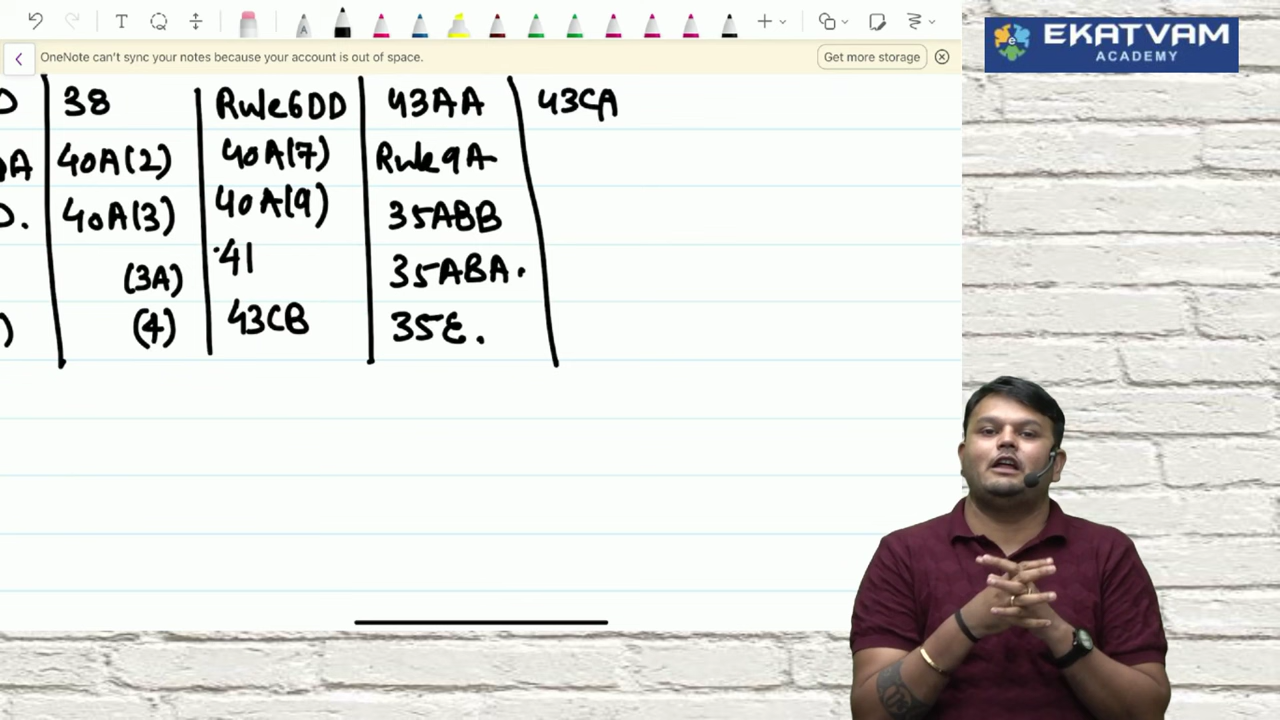 OneNote can't sync your notes because your account is out of space.
Get more storage
EKATVAM
ACADEMY
38
40A(2)
40A(3)
(3A)
(4)
Rule6DD
40A(7)
40A(9)
41
43CB
43AA
Rule9A
35ABB
35ABA.
35E.
43CA